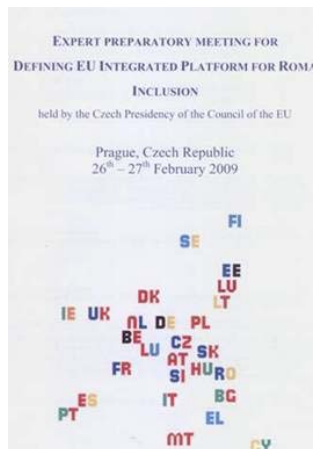 EXPERT PREPARATORY MEETING FOR
DEFINING EU INTEGRATED PLATFORM FOR ROMA
INCLUSION
held by the Czech Presidency of the Council of the EU
Prague, Czech Republic
26th – 27th February 2009
FI
SE
EE
LV
DK LT
IE UK NL DE PL
BE CZ
LU AT SK
FR SI HU RO
ES IT BG
PT EL
MT CY